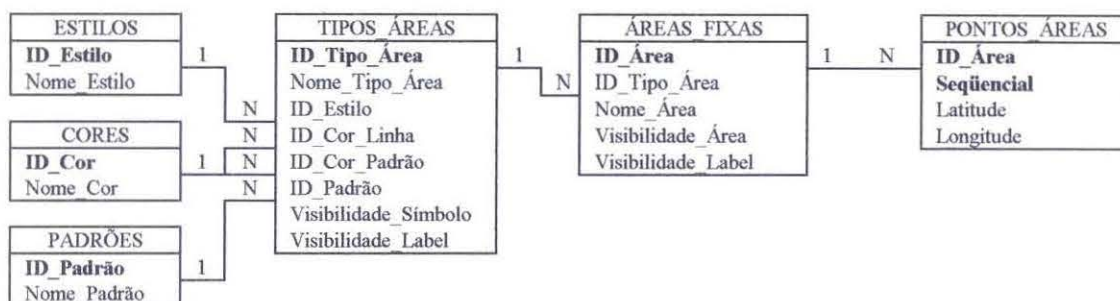 ESTILOS
ID_Estilo
Nome_Estilo
1
CORES
ID_Cor
Nome_Cor
1
PADRÕES
ID_Padrão
Nome_Padrão
1
N
N
N
N
TIPOS_ÁREAS
ID_Tipo_Área
Nome_Tipo_Área
ID_Estilo
ID_Cor_Linha
ID_Cor_Padrão
ID_Padrão
Visibilidade_Símbolo
Visibilidade_Label
1
N
ÁREAS_FIXAS
ID_Área
ID_Tipo_Área
Nome_Área
Visibilidade_Área
Visibilidade_Label
1
N
PONTOS_ÁREAS
ID_Área
Seqüencial
Latitude
Longitude